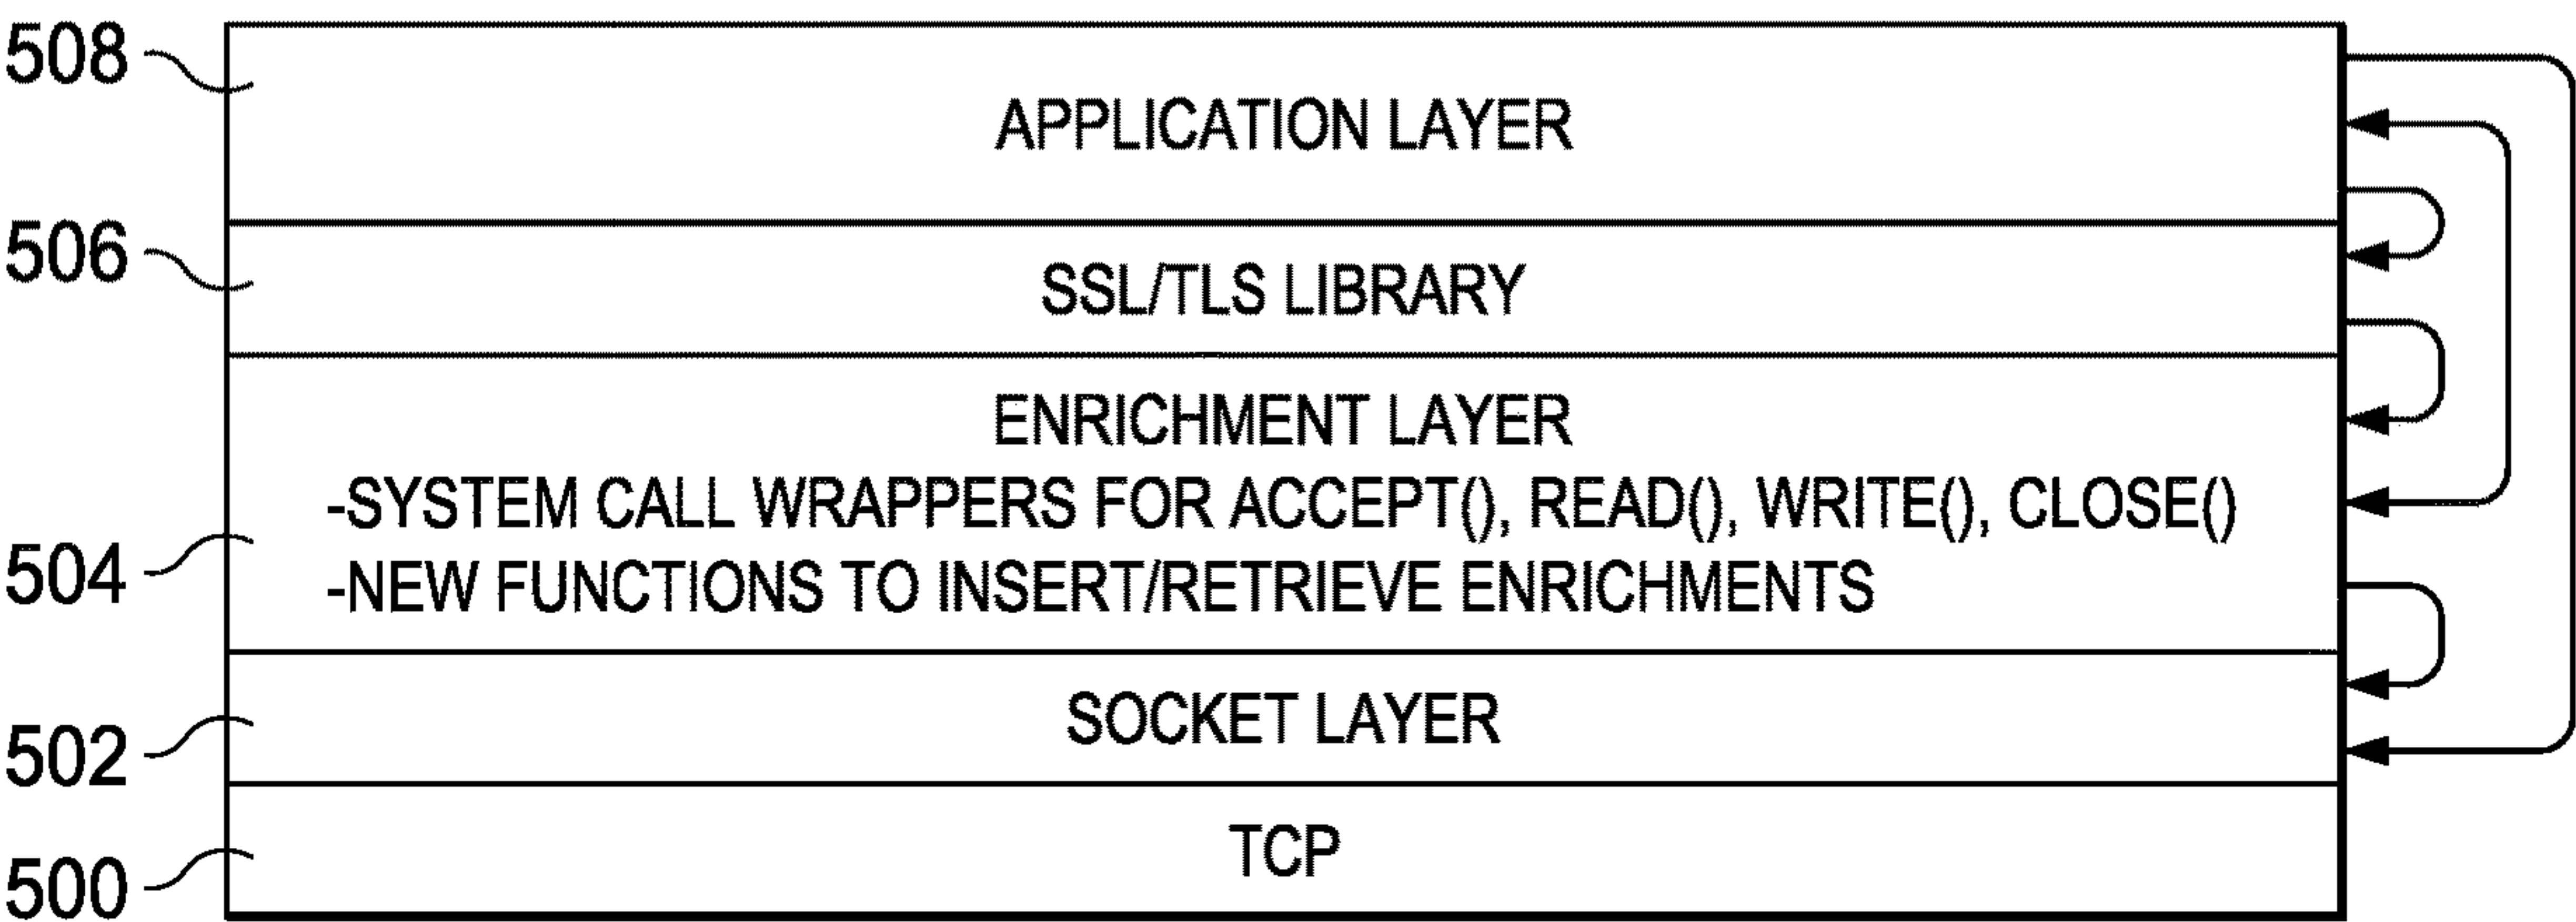 508
APPLICATION LAYER
506
SSL/TLS LIBRARY
ENRICHMENT LAYER
-SYSTEM CALL WRAPPERS FOR ACCEPT(), READ(), WRITE(), CLOSE()
504
-NEW FUNCTIONS TO INSERT/RETRIEVE ENRICHMENTS
SOCKET LAYER
502
TCP
500